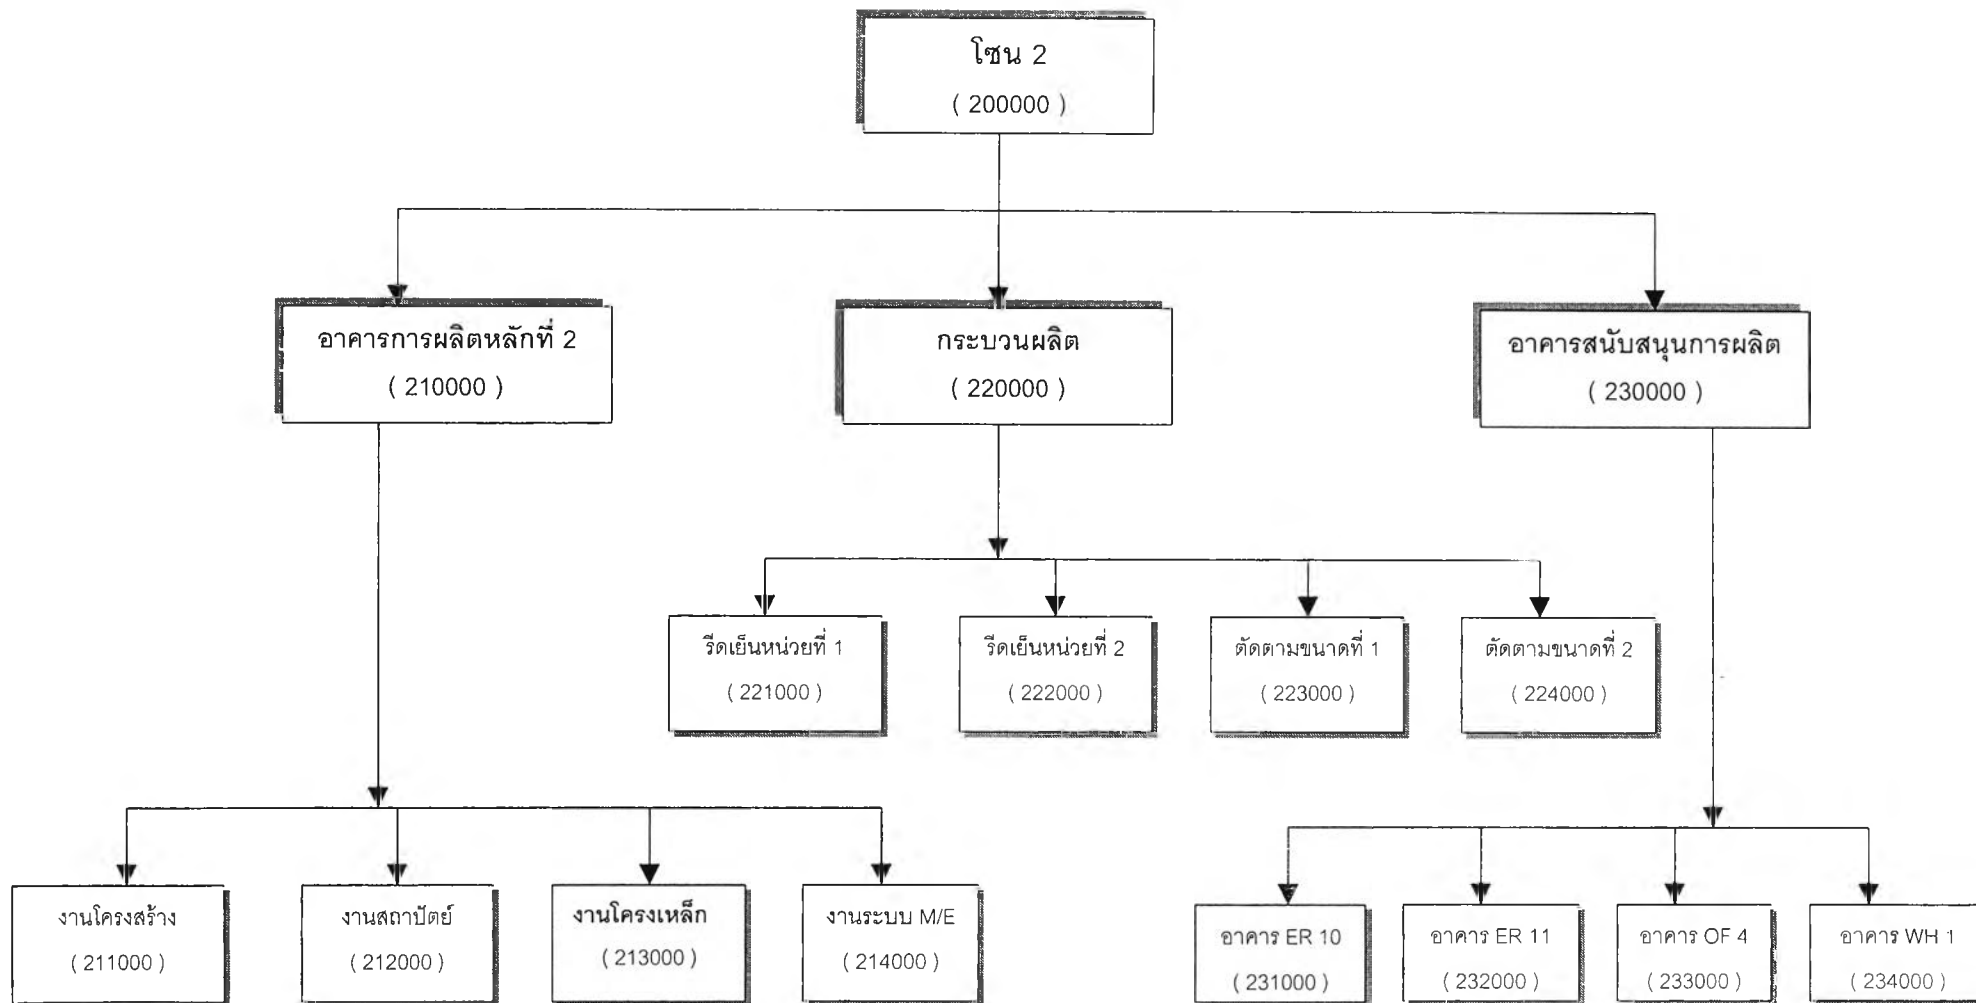 โซน 2
( 200000 )
อาคารการผลิตหลักที่ 2
( 210000 )
กระบวนผลิต
( 220000 )
อาคารสนับสนุนการผลิต
( 230000 )
รีดเย็นหน่วยที่ 1
( 221000 )
รีดเย็นหน่วยที่ 2
( 222000 )
ตัดตามขนาดที่ 1
( 223000 )
ตัดตามขนาดที่ 2
( 224000 )
งานโครงสร้าง
( 211000 )
งานสถาปัตย์
( 212000 )
งานโครงเหล็ก
( 213000 )
งานระบบ M/E
( 214000 )
อาคาร ER 10
( 231000 )
อาคาร ER 11
( 232000 )
อาคาร OF 4
( 233000 )
อาคาร WH 1
( 234000 )